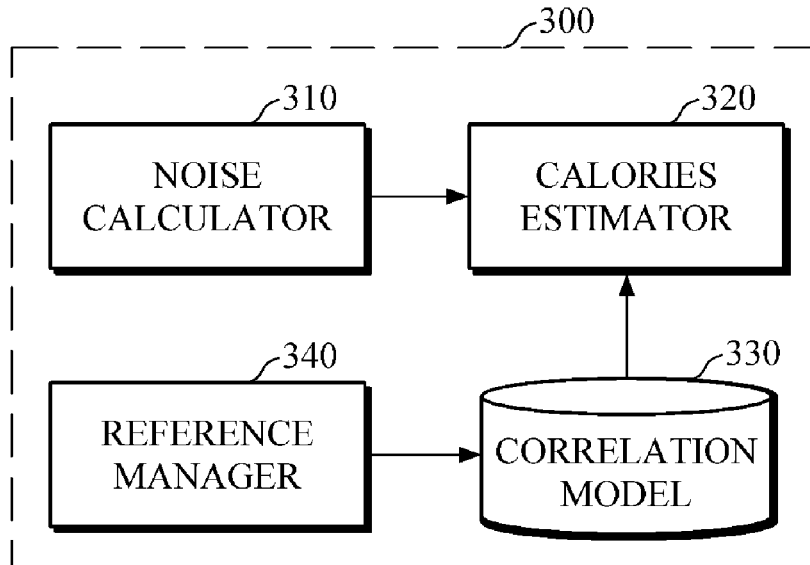 300
310
320
NOISE
CALCULATOR
CALORIES
ESTIMATOR
340
330
REFERENCE
MANAGER
CORRELATION
MODEL